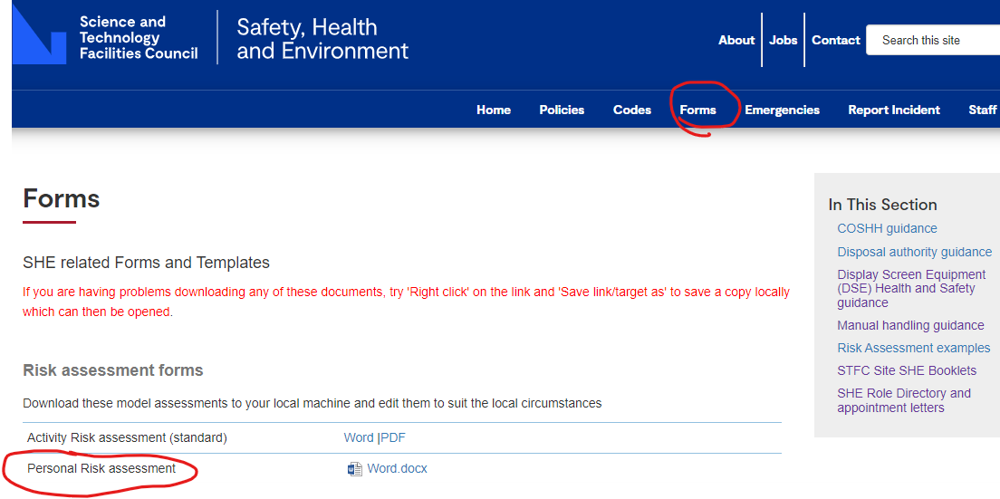 Science and
Technology
Facilities Council
Safety, Health
and Environment
About
Jobs
Contact
Search this site
Home
Policies
Codes
Forms
Emergencies
Report Incident
Staff
Forms
SHE related Forms and Templates
If you are having problems downloading any of these documents, try 'Right click' on the link and 'Save link/target as' to save a copy locally
which can then be opened.
Risk assessment forms
Download these model assessments to your local machine and edit them to suit the local circumstances
Activity Risk assessment (standard) Word |PDF
Personal Risk assessment Word.docx
In This Section
COSHH guidance
Disposal authority guidance
Display Screen Equipment
(DSE) Health and Safety
guidance
Manual handling guidance
Risk Assessment examples
STFC Site SHE Booklets
SHE Role Directory and
appointment letters